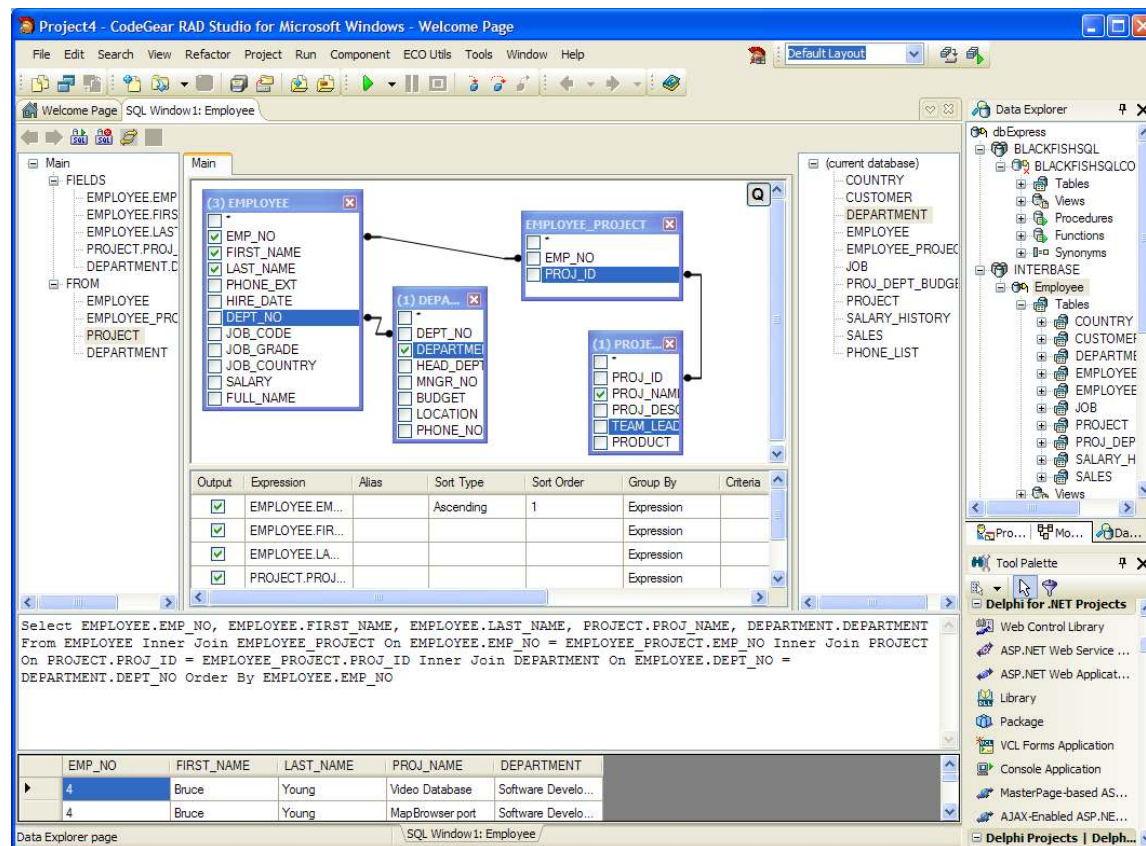 Project4 - CodeGear RAD Studio for Microsoft Windows - Welcome Page
File Edit Search View Refactor Project Run Component ECO Utils Tools Window Help
Default Layout
Welcome Page
SQL Window1: Employee
Main
FIELDS
EMPLOYEE.EMP
EMPLOYEE.FIRS
EMPLOYEE.LAST
PROJECT.PROJ_
DEPARTMENT.D
FROM
EMPLOYEE
EMPLOYEE_PRO
PROJECT
DEPARTMENT
Main
Q
(3) EMPLOYEE
*
EMP_NO
FIRST_NAME
LAST_NAME
PHONE_EXT
HIRE_DATE
DEPT_NO
JOB_CODE
JOB_GRADE
JOB_COUNTRY
SALARY
FULL_NAME
(1) DEPA...
*
DEPT_NO
DEPARTME
HEAD_DEPT
MNGR_NO
BUDGET
LOCATION
PHONE_NO
EMPLOYEE_PROJECT
*
EMP_NO
PROJ_ID
(1) PROJE...
*
PROJ_ID
PROJ_NAME
PROJ_DESC
TEAM_LEAD
PRODUCT
Output Expression Alias Sort Type Sort Order Group By Criteria
EMPLOYEE.EM... Ascending 1 Expression
EMPLOYEE.FIR... Expression
EMPLOYEE.LA... Expression
PROJECT.PROJ... Expression
(current database)
COUNTRY
CUSTOMER
DEPARTMENT
EMPLOYEE
EMPLOYEE_PROJEC
JOB
PROJ_DEPT_BUDGE
PROJECT
SALARY_HISTORY
SALES
PHONE_LIST
Select EMPLOYEE.EMP_NO, EMPLOYEE.FIRST_NAME, EMPLOYEE.LAST_NAME, PROJECT.PROJ_NAME, DEPARTMENT.DEPARTMENT
From EMPLOYEE Inner Join EMPLOYEE_PROJECT On EMPLOYEE.EMP_NO = EMPLOYEE_PROJECT.EMP_NO Inner Join PROJECT
On PROJECT.PROJ_ID = EMPLOYEE_PROJECT.PROJ_ID Inner Join DEPARTMENT On EMPLOYEE.DEPT_NO =
DEPARTMENT.DEPT_NO Order By EMPLOYEE.EMP_NO
EMP_NO FIRST_NAME LAST_NAME PROJ_NAME DEPARTMENT
4 Bruce Young Video Database Software Develo...
4 Bruce Young MapBrowser port Software Develo...
Data Explorer page
SQL Window1: Employee
Data Explorer
dbExpress
BLACKFISHSQL
BLACKFISHSQLCO
Tables
Views
Procedures
Functions
Synonyms
INTERBASE
Employee
Tables
COUNTRY
CUSTOMER
DEPARTME
EMPLOYEE
EMPLOYEE
JOB
PROJECT
PROJ_DEP
SALARY_H
SALES
Views
Pro... Mo... Da...
Tool Palette
Delphi for .NET Projects
Web Control Library
ASP.NET Web Service ...
ASP.NET Web Applicat...
Library
Package
VCL Forms Application
Console Application
MasterPage-based AS...
AJAX-Enabled ASP.NE...
Delphi Projects | Delph...